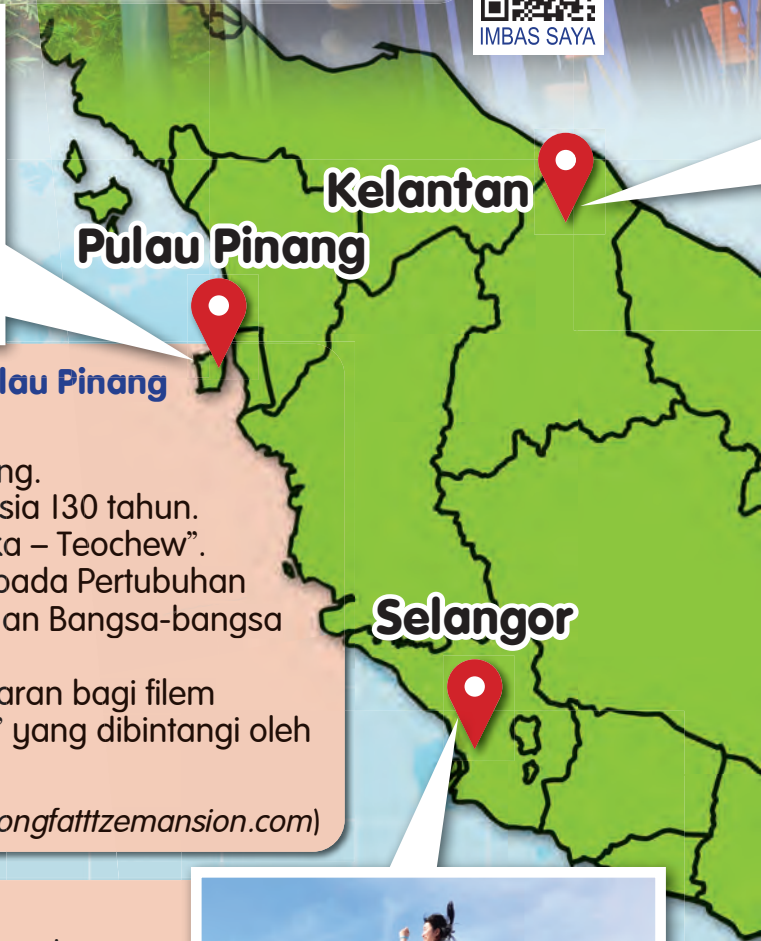 IMBAS SAYA
Kelantan
Pulau Pinang
lau Pinang
ng.
sia 130 tahun.
ka – Teochew”.
pada Pertubuhan
an Bangsa-bangsa
Selangor
aran bagi filem
” yang dibintangi oleh
ongfatttzemansion.com)